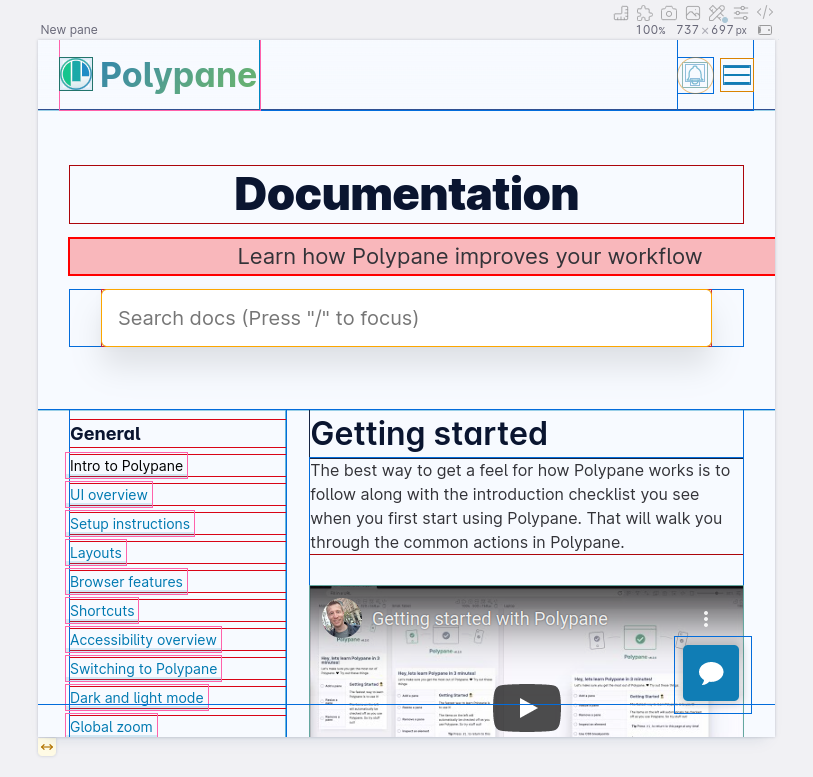 New pane
100% 737 × 697 px
Polypane
Documentation
Learn how Polypane improves your workflow
Search docs (Press "/" to focus)
General
Intro to Polypane
UI overview
Setup instructions
Layouts
Browser features
Shortcuts
Accessibility overview
Switching to Polypane
Dark and light mode
Global zoom
Getting started
The best way to get a feel for how Polypane works is to
follow along with the introduction checklist you see
when you first start using Polypane. That will walk you
through the common actions in Polypane.
Getting started with Polypane